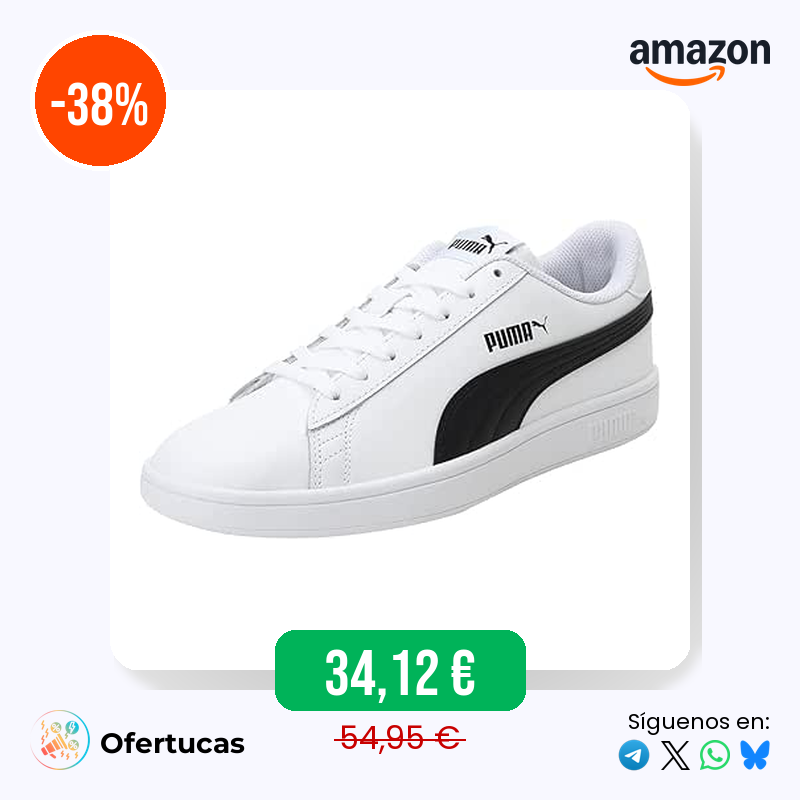 -38%
amazon
PUMA
PUMA
PUMA
34,12 €
54,95 €
Ofertucas
Síguenos en: